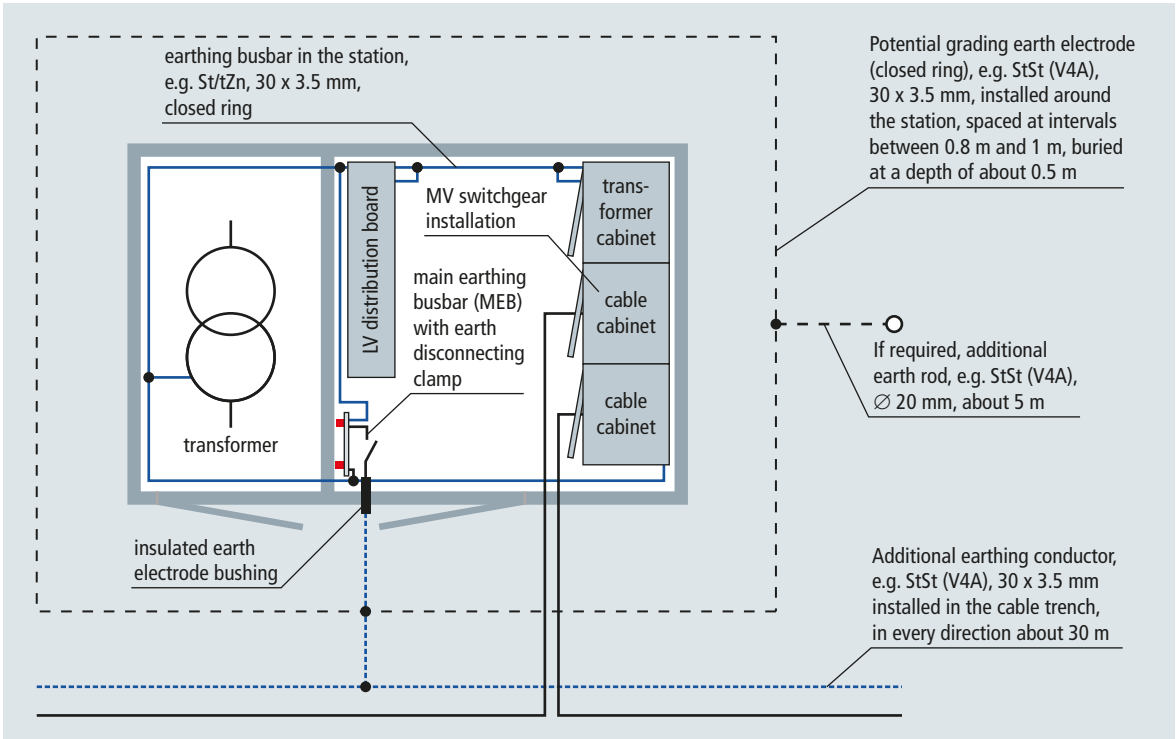 earthing busbar in the station,
e.g. St/tZn, 30 x 3.5 mm,
closed ring
Potential grading earth electrode
(closed ring), e.g. StSt (V4A),
30 x 3.5 mm, installed around
the station, spaced at intervals
between 0.8 m and 1 m, buried
at a depth of about 0.5 m
LV distribution board
MV switchgear
installation
trans-
former
cabinet
main earthing
busbar (MEB)
with earth
disconnecting
clamp
cable
cabinet
cable
cabinet
transformer
If required, additional
earth rod, e.g. StSt (V4A),
∅ 20 mm, about 5 m
insulated earth
electrode bushing
Additional earthing conductor,
e.g. StSt (V4A), 30 x 3.5 mm
installed in the cable trench,
in every direction about 30 m